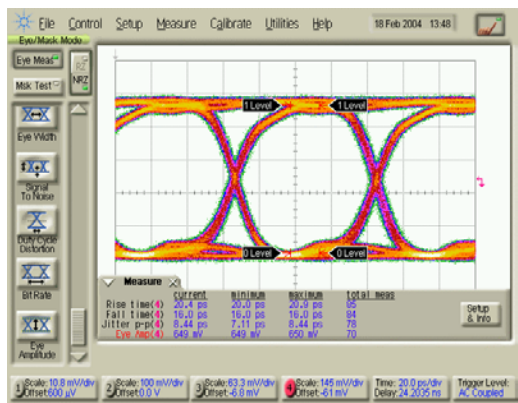 File Control Setup Measure Calibrate Utilities Help 18 Feb 2004 13:48
Eye/Mask Mode
Eye Meas
Msk Test
RZ
NRZ
Eye Width
Signal
To Noise
Duty Cycle
Distortion
Bit Rate
Eye
Amplitude
1 Level 1 Level
0 Level 0 Level
Measure
current minimum maximum total meas
Rise time(4) 20.4 ps 20.0 ps 20.9 ps 85
Fall time(4) 16.0 ps 16.0 ps 16.0 ps 84
Jitter p-p(4) 8.44 ps 7.11 ps 8.44 ps 78
Eye Amp(4) 649 mV 649 mV 650 mV 70
Setup
& Info
1 Scale:10.8 mV/div
Offset:600 µV
2 Scale:100 mV/div
Offset:0.0 V
3 Scale:63.3 mV/div
Offset:-6.8 mV
4 Scale:145 mV/div
Offset:-61 mV
Time:20.0 ps/div
Delay:24.2035 ns
Trigger Level:
AC Coupled